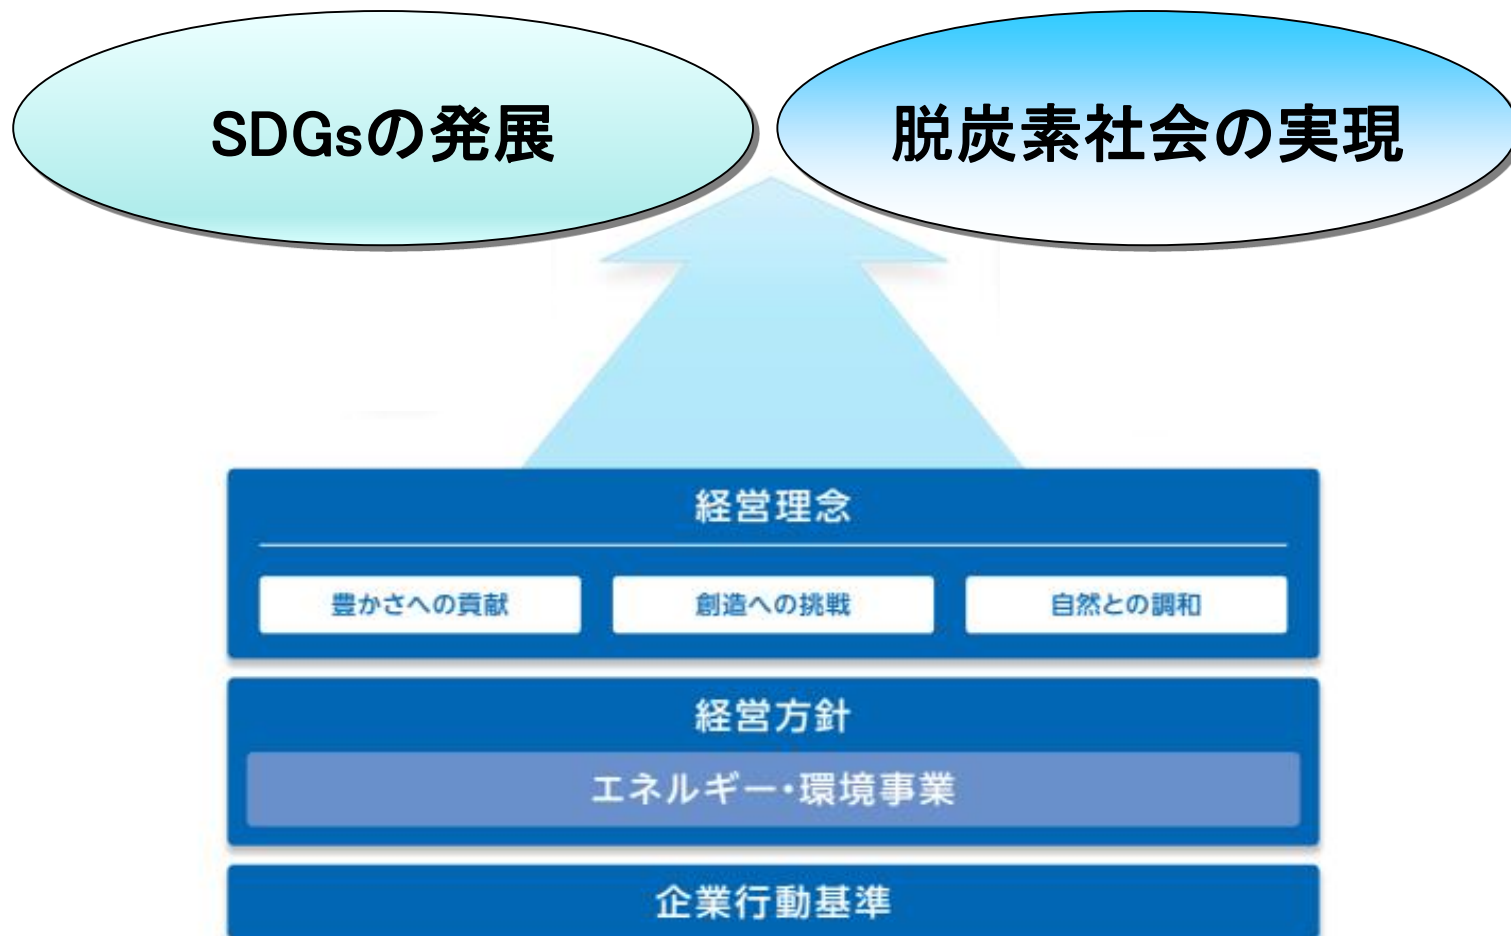 SDGsの発展
脱炭素社会の実現
経営理念
豊かさへの貢献
創造への挑戦
自然との調和
経営方針
エネルギー・環境事業
企業行動基準